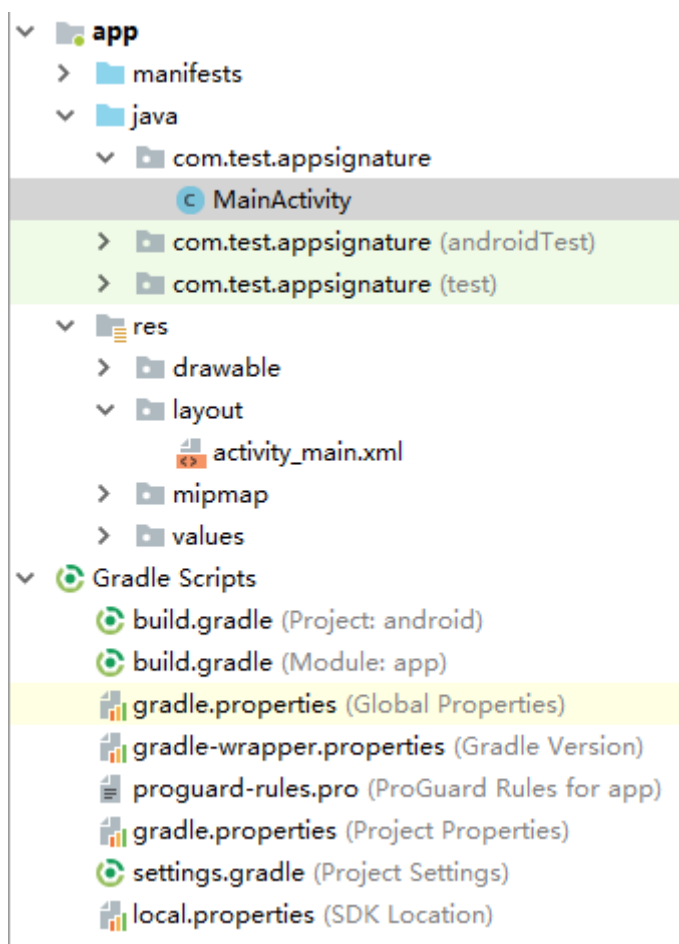 app
manifests
java
com.test.appsignature
C MainActivity
com.test.appsignature (androidTest)
com.test.appsignature (test)
res
drawable
layout
activity_main.xml
mipmap
values
Gradle Scripts
build.gradle (Project: android)
build.gradle (Module: app)
gradle.properties (Global Properties)
gradle-wrapper.properties (Gradle Version)
proguard-rules.pro (ProGuard Rules for app)
gradle.properties (Project Properties)
settings.gradle (Project Settings)
local.properties (SDK Location)